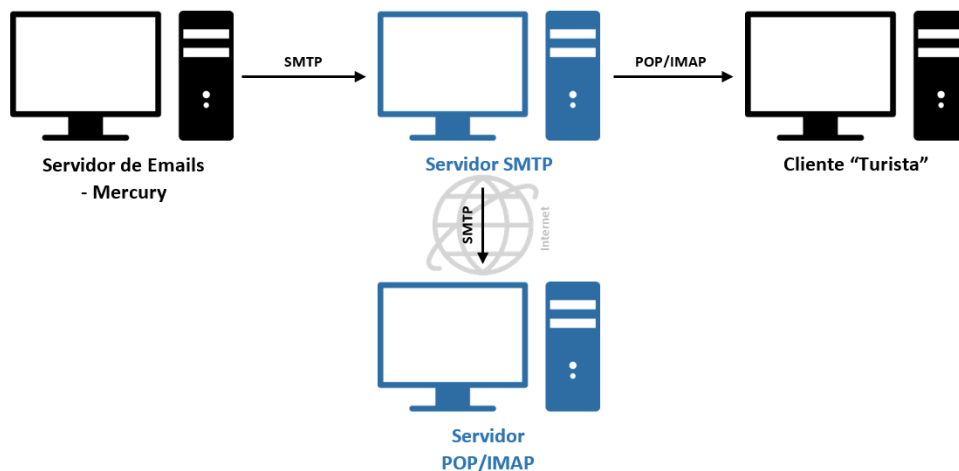 SMTP
POP/IMAP
Servidor de Emails
- Mercury
Servidor SMTP
Cliente “Turista”
SMTP
Internet
Servidor
POP/IMAP